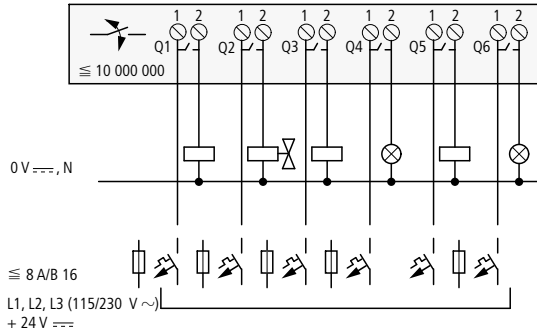 1 2 1 2 1 2 1 2 1 2 1 2
Q1 Q2 Q3 Q4 Q5 Q6
≦ 10 000 000
0 V ⎓, N
≦ 8 A/B 16
L1, L2, L3 (115/230 V ∼)
+ 24 V ⎓